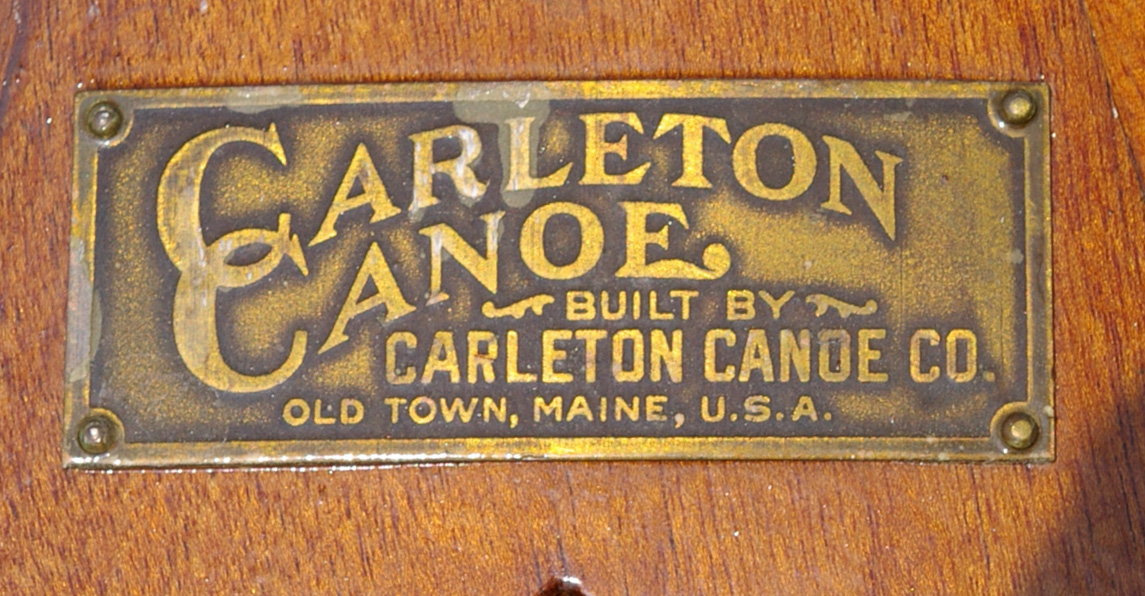 CARLETON
CANOE
BUILT BY
CARLETON CANOE CO.
OLD TOWN, MAINE, U.S.A.